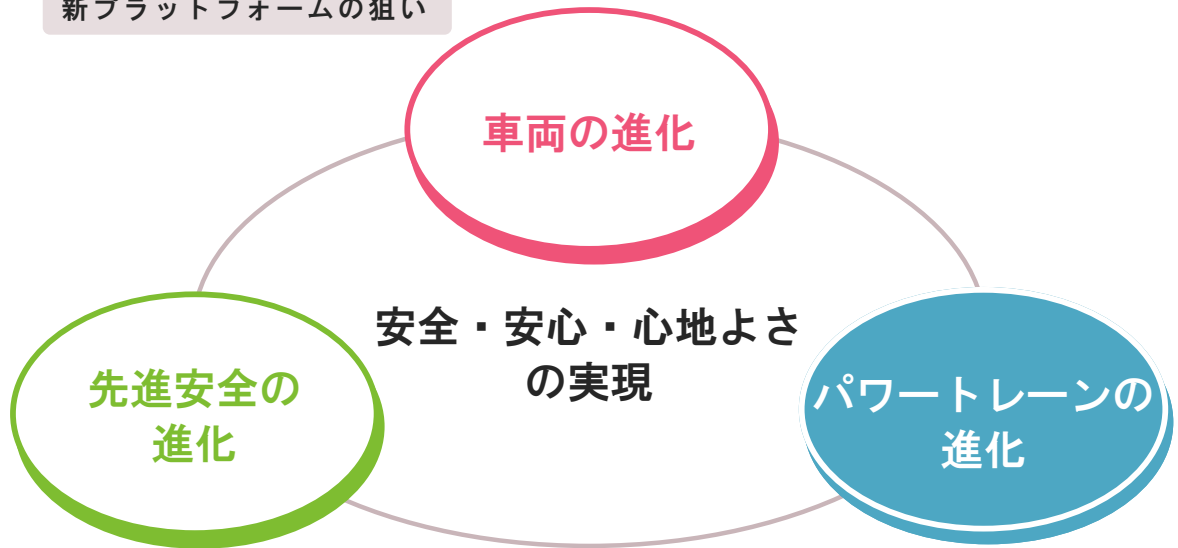 新プラットフォームの狙い
車両の進化
安全・安心・心地よさ
の実現
先進安全の
進化
パワートレーンの
進化